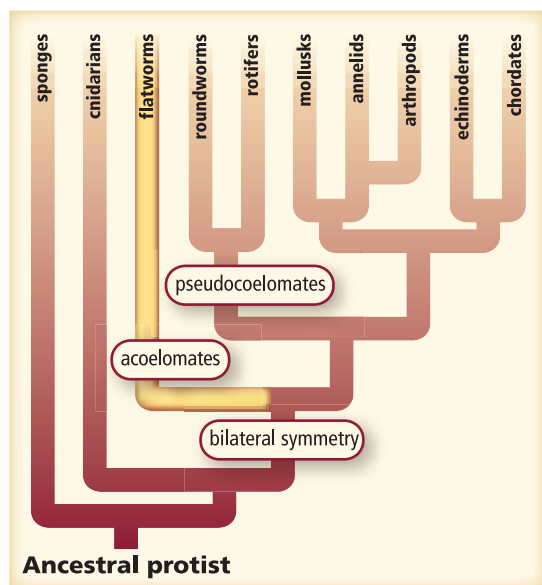 sponges
cnidarians
flatworms
roundworms
rotifers
mollusks
annelids
arthropods
echinoderms
chordates
pseudocoelomates
acoelomates
bilateral symmetry
Ancestral protist